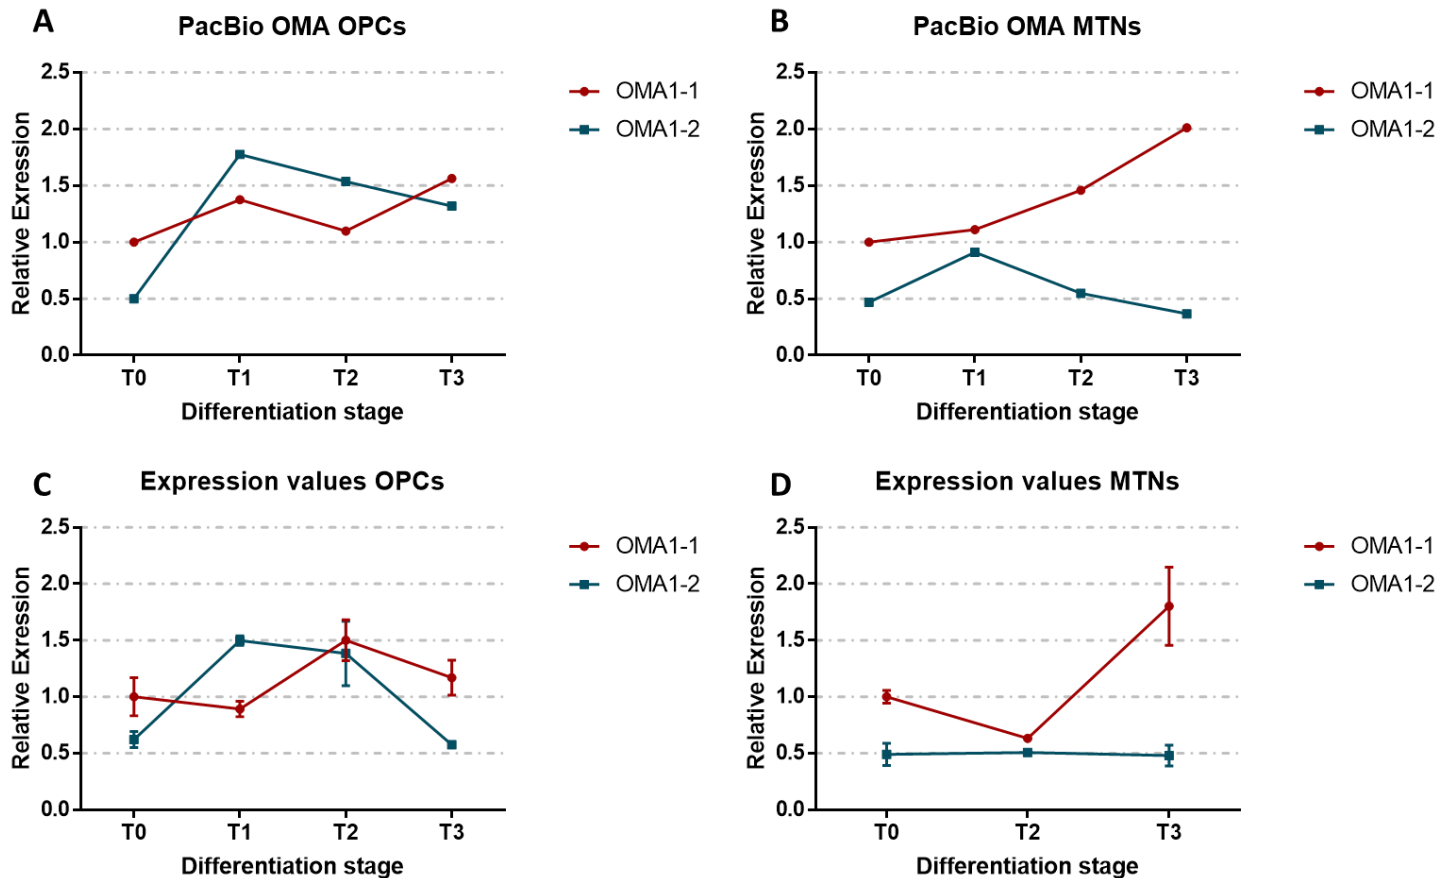 A
PacBio OMA OPCs
2.5
2.0
1.5
1.0
0.5
0.0
Relative Exression
T0 T1 T2 T3
Differentiation stage
OMA1-1
OMA1-2
B
PacBio OMA MTNs
2.5
2.0
1.5
1.0
0.5
0.0
Relative Exression
T0 T1 T2 T3
Differentiation stage
OMA1-1
OMA1-2
C
Expression values OPCs
2.5
2.0
1.5
1.0
0.5
0.0
Relative Exression
T0 T1 T2 T3
Differentiation stage
OMA1-1
OMA1-2
D
Expression values MTNs
2.5
2.0
1.5
1.0
0.5
0.0
Relative Exression
T0 T2 T3
Differentiation stage
OMA1-1
OMA1-2